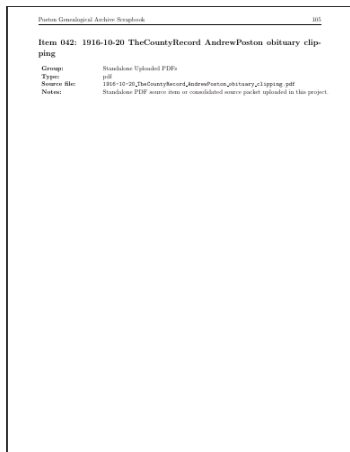 Poston Genealogical Archive Scrapbook 105
Item 042: 1916-10-20 TheCountyRecord AndrewPoston obituary clip-
ping
Group: Standalone Uploaded PDFs
Type: pdf
Source file: 1916-10-20_TheCountyRecord_AndrewPoston_obituary_clipping.pdf
Notes: Standalone PDF source item or consolidated source packet uploaded in this project.